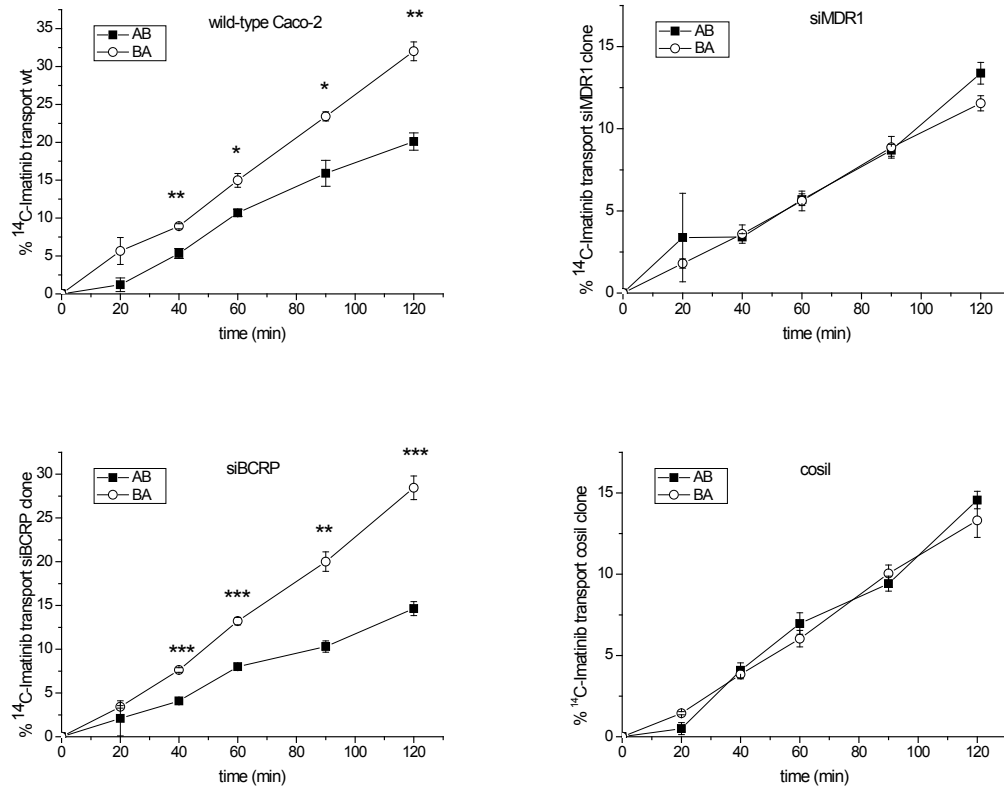 wild-type Caco-2
AB
BA
% ¹⁴C-Imatinib transport wt
35
30
25
20
15
10
5
0
**
*
*
**
0 20 40 60 80 100 120
time (min)
siMDR1
AB
BA
% ¹⁴C-Imatinib transport siMDR1 clone
15
10
5
0
0 20 40 60 80 100 120
time (min)
siBCRP
AB
BA
% ¹⁴C-Imatinib transport siBCRP clone
30
25
20
15
10
5
0
***
***
**
***
0 20 40 60 80 100 120
time (min)
cosil
AB
BA
% ¹⁴C-Imatinib transport cosil clone
15
10
5
0
0 20 40 60 80 100 120
time (min)